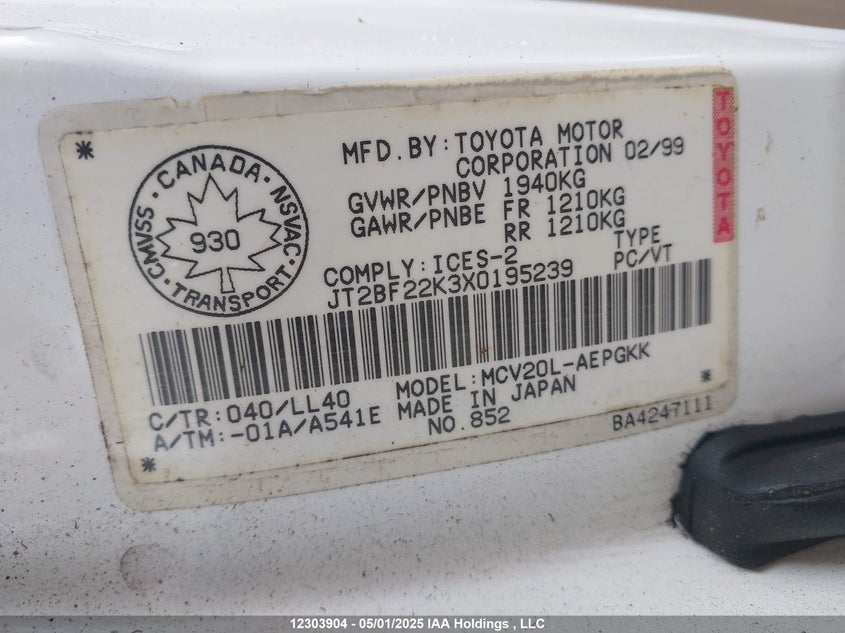 *
TOYOTA
CMVSS · CANADA · NSVAC · TRANSPORT ·
930
MFD.BY:TOYOTA MOTOR
CORPORATION 02/99
GVWR/PNBV 1940KG
GAWR/PNBE FR 1210KG
RR 1210KG
COMPLY:ICES-2 TYPE
JT2BF22K3X0195239 PC/VT
C/TR:040/LL40 MODEL:MCV20L-AEPGKK
A/TM:-01A/A541E MADE IN JAPAN *
NO.852 BA4247111
*
12303904 - 05/01/2025 IAA Holdings , LLC